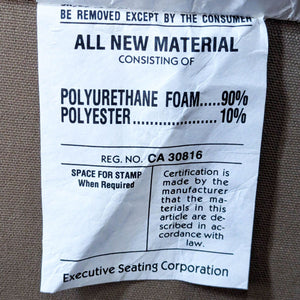 BE REMOVED EXCEPT BY THE CONSUMER
ALL NEW MATERIAL
CONSISTING OF
POLYURETHANE FOAM.....90%
POLYESTER.....................10%
REG. NO. CA 30816
SPACE FOR STAMP
When Required
Certification is
made by the
manufacturer
that the ma-
terials in this
article are de-
scribed in ac-
cordance with
law.
Executive Seating Corporation